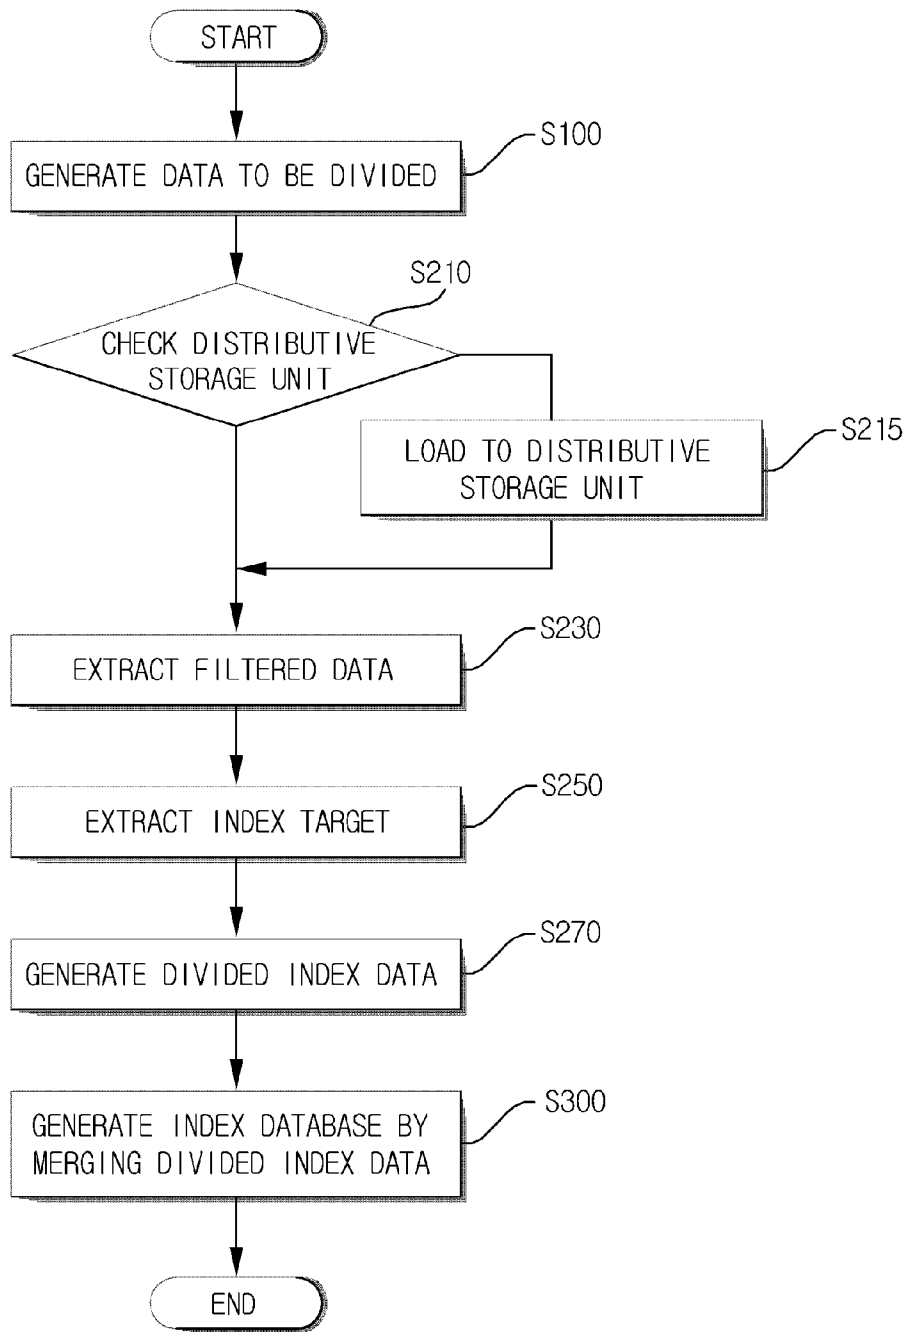 START
S100
GENERATE DATA TO BE DIVIDED
S210
CHECK DISTRIBUTIVE
STORAGE UNIT
S215
LOAD TO DISTRIBUTIVE
STORAGE UNIT
S230
EXTRACT FILTERED DATA
S250
EXTRACT INDEX TARGET
S270
GENERATE DIVIDED INDEX DATA
S300
GENERATE INDEX DATABASE BY
MERGING DIVIDED INDEX DATA
END